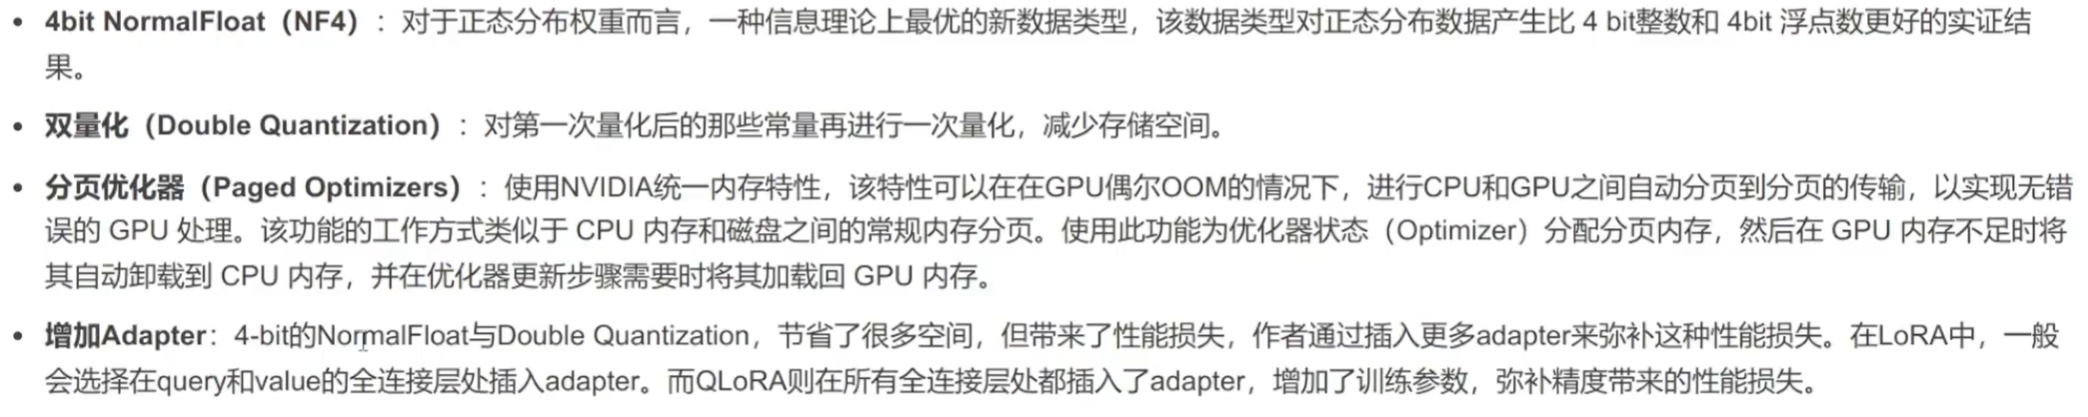 • 4bit NormalFloat（NF4）：对于正态分布权重而言，一种信息理论上最优的新数据类型，该数据类型对正态分布数据产生比 4 bit整数和 4bit 浮点数更好的实证结
果。
• 双量化（Double Quantization）：对第一次量化后的那些常量再进行一次量化，减少存储空间。
• 分页优化器（Paged Optimizers）：使用NVIDIA统一内存特性，该特性可以在在GPU偶尔OOM的情况下，进行CPU和GPU之间自动分页到分页的传输，以实现无错
误的 GPU 处理。该功能的工作方式类似于 CPU 内存和磁盘之间的常规内存分页。使用此功能为优化器状态（Optimizer）分配分页内存，然后在 GPU 内存不足时将
其自动卸载到 CPU 内存，并在优化器更新步骤需要时将其加载回 GPU 内存。
• 增加Adapter：4-bit的NormalFloat与Double Quantization，节省了很多空间，但带来了性能损失，作者通过插入更多adapter来弥补这种性能损失。在LoRA中，一般
会选择在query和value的全连接层处插入adapter。而QLoRA则在所有全连接层处都插入了adapter，增加了训练参数，弥补精度带来的性能损失。